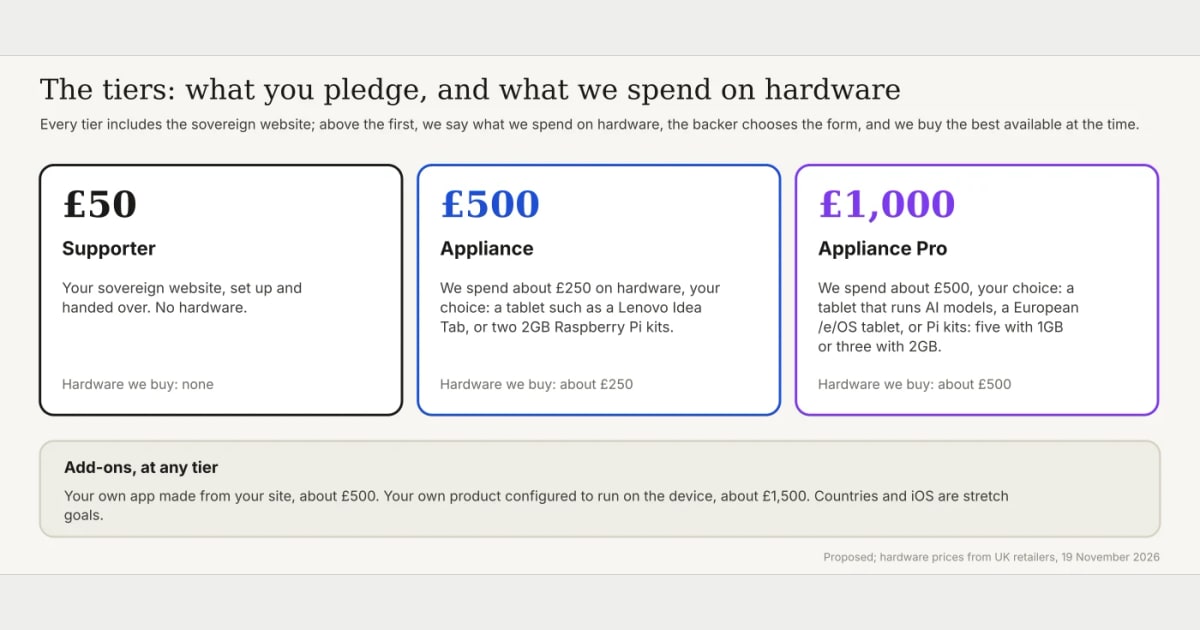 The tiers: what you pledge, and what we spend on hardware
Every tier includes the sovereign website; above the first, we say what we spend on hardware, the backer chooses the form, and we buy the best available at the time.
£50
Supporter
Your sovereign website, set up and
handed over. No hardware.
Hardware we buy: none
£500
Appliance
We spend about £250 on hardware, your
choice: a tablet such as a Lenovo Idea
Tab, or two 2GB Raspberry Pi kits.
Hardware we buy: about £250
£1,000
Appliance Pro
We spend about £500, your choice: a
tablet that runs AI models, a European
/e/OS tablet, or Pi kits: five with 1GB
or three with 2GB.
Hardware we buy: about £500
Add-ons, at any tier
Your own app made from your site, about £500. Your own product configured to run on the device, about £1,500. Countries and iOS are stretch
goals.
Proposed; hardware prices from UK retailers, 19 November 2026